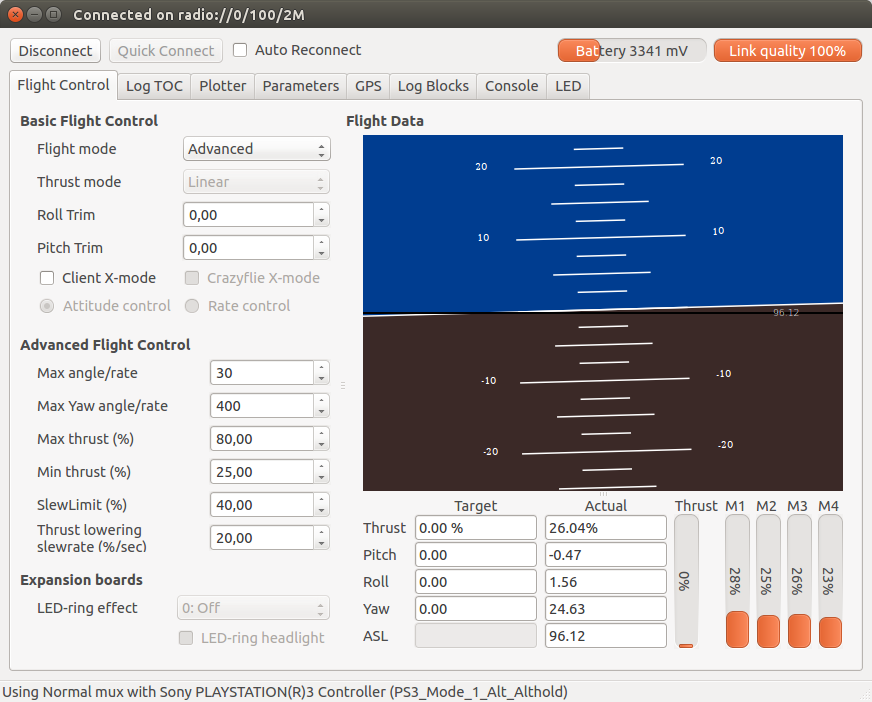 Connected on radio://0/100/2M
Disconnect Quick Connect Auto Reconnect Battery 3341 mV Link quality 100%
Flight Control Log TOC Plotter Parameters GPS Log Blocks Console LED
Basic Flight Control
Flight mode Advanced
Thrust mode Linear
Roll Trim 0,00
Pitch Trim 0,00
Client X-mode Crazyflie X-mode
Attitude control Rate control
Advanced Flight Control
Max angle/rate 30
Max Yaw angle/rate 400
Max thrust (%) 80,00
Min thrust (%) 25,00
SlewLimit (%) 40,00
Thrust lowering
slewrate (%/sec) 20,00
Expansion boards
LED-ring effect 0: Off
LED-ring headlight
Flight Data
20 20
10 10
96.12
-10 -10
-20 -20
Target Actual Thrust M1 M2 M3 M4
Thrust 0.00 % 26.04%
Pitch 0.00 -0.47
Roll 0.00 1.56
Yaw 0.00 24.63
ASL 96.12
0% 28% 25% 26% 23%
Using Normal mux with Sony PLAYSTATION(R)3 Controller (PS3_Mode_1_Alt_Althold)